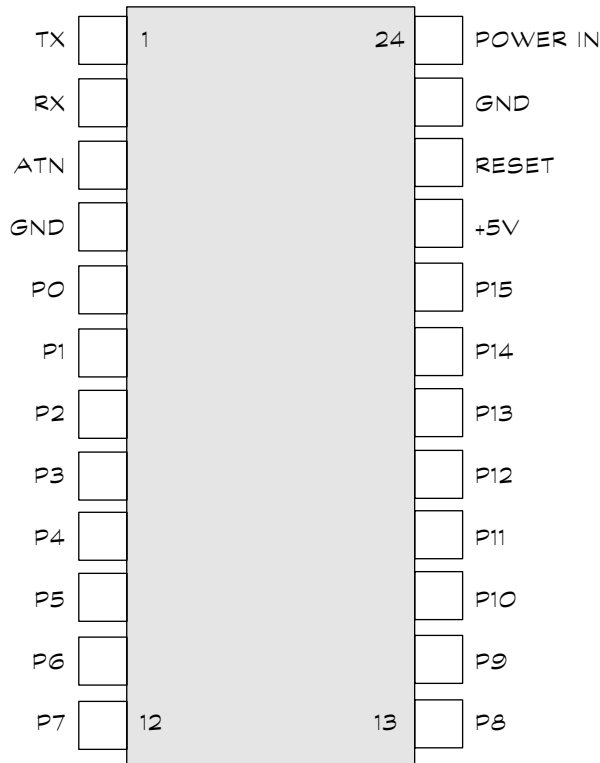 TX 1 24 POWER IN
RX GND
ATN RESET
GND +5V
P0 P15
P1 P14
P2 P13
P3 P12
P4 P11
P5 P10
P6 P9
P7 12 13 P8